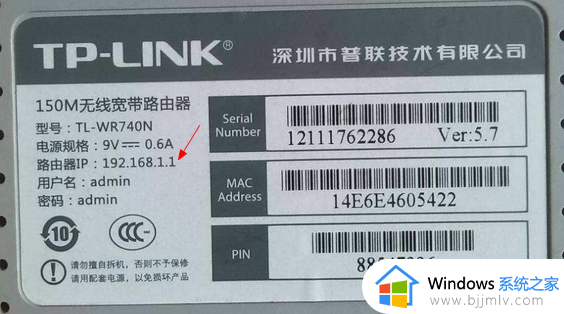 TP-LINK®
深圳市普联技术有限公司
150M无线宽带路由器
型号：TL-WR740N
电源规格：9V⎓0.6A
路由器IP：192.168.1.1
用户名：admin
密码：admin
10
CCC
请勿擅自拆机，否则不予保修
请用配套电源，以免损坏产品
Serial
Number
12111762286 Ver:5.7
MAC
Address
14E6E4605422
PIN
Windows 系统之家
www.bjjmlv.com